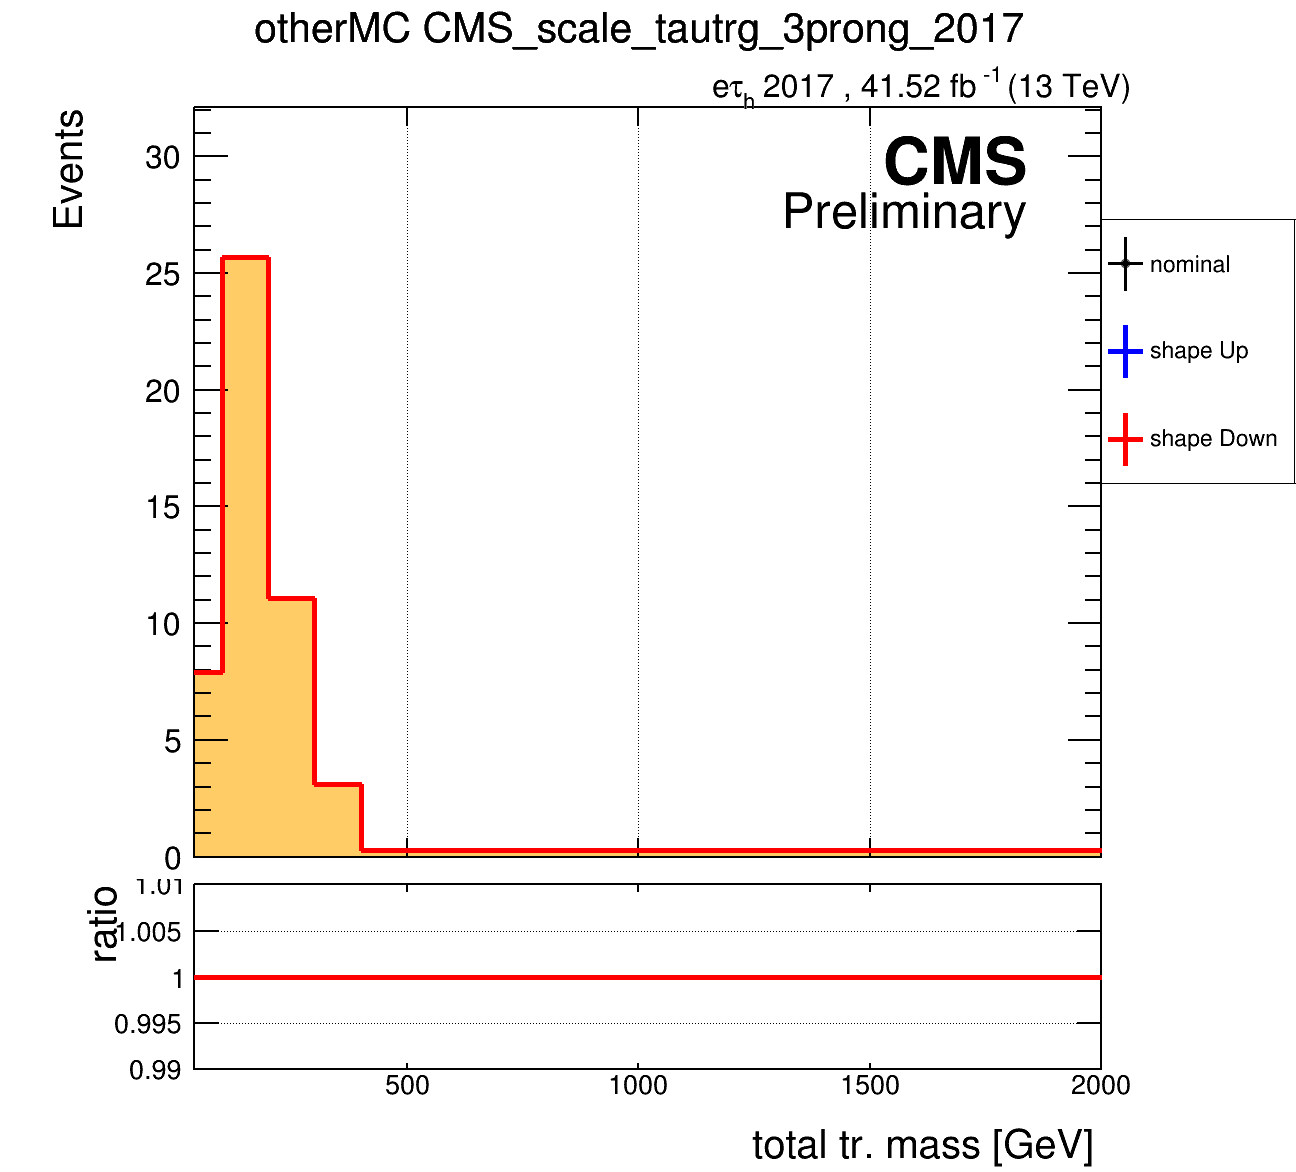 otherMC CMS_scale_tautrg_3prong_2017
eτh 2017 , 41.52 fb -1 (13 TeV)
Events
30
25
20
15
10
5
0
CMS
Preliminary
nominal
shape Up
shape Down
ratio
1.01
1.005
1
0.995
0.99
500
1000
1500
2000
total tr. mass [GeV]